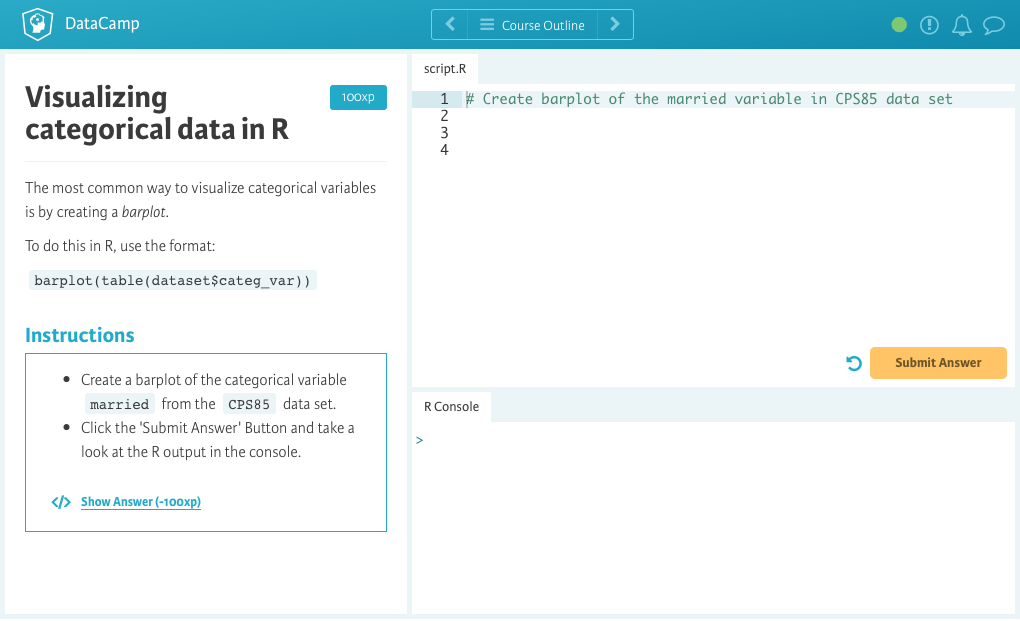 DataCamp
Course Outline
Visualizing
categorical data in R
100xp
The most common way to visualize categorical variables
is by creating a barplot.
To do this in R, use the format:
barplot(table(dataset$categ_var))
Instructions
Create a barplot of the categorical variable
married from the CPS85 data set.
Click the 'Submit Answer' Button and take a
look at the R output in the console.
</> Show Answer (-100xp)
script.R
1 # Create barplot of the married variable in CPS85 data set
2
3
4
Submit Answer
R Console
>